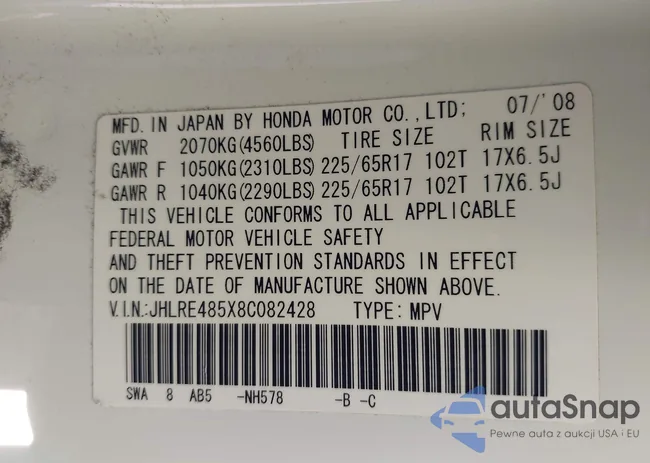 MFD. IN JAPAN BY HONDA MOTOR CO.,LTD; 07/'08
GVWR 2070KG(4560LBS) TIRE SIZE RIM SIZE
GAWR F 1050KG(2310LBS) 225/65R17 102T 17X6.5J
GAWR R 1040KG(2290LBS) 225/65R17 102T 17X6.5J
THIS VEHICLE CONFORMS TO ALL APPLICABLE
FEDERAL MOTOR VEHICLE SAFETY
AND THEFT PREVENTION STANDARDS IN EFFECT
ON THE DATE OF MANUFACTURE SHOWN ABOVE.
V.I.N.:JHLRE485X8C082428 TYPE: MPV
SWA 8 AB5 -NH578 -B -C
autaSnap
Pewne auta z aukcji USA i EU